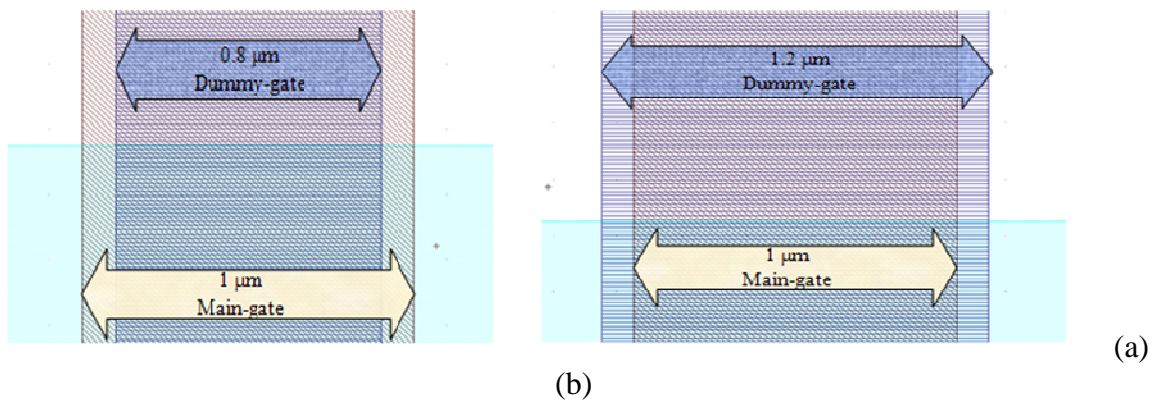 0.8 μm
Dummy-gate
1 μm
Main-gate
1.2 μm
Dummy-gate
1 μm
Main-gate
(a)
(b)